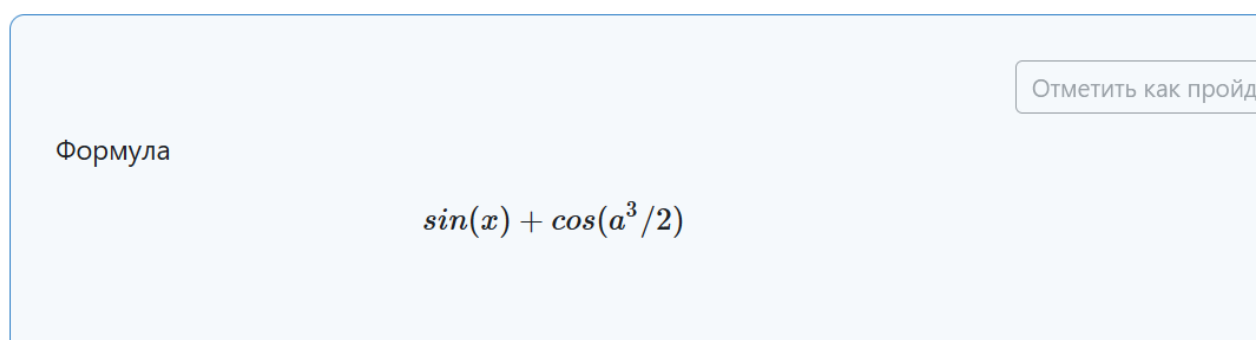 Отметить как пройд
Формула
sin(x) + cos(a³/2)